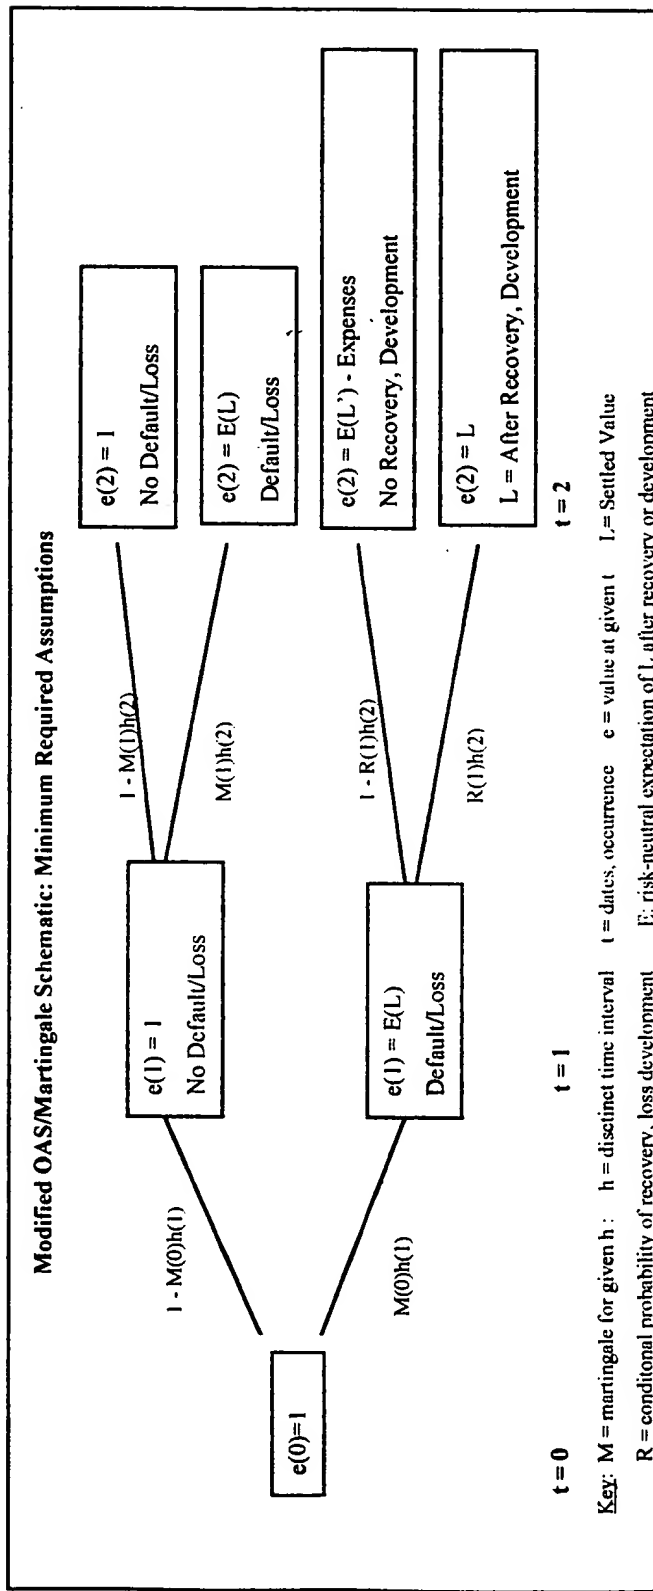 Modified OAS/Martingale Schematic: Minimum Required Assumptions
e(0)=1
1 - M(0)h(1)
M(0)h(1)
e(1) = 1
No Default/Loss
e(1) = E(L)
Default/Loss
1 - M(1)h(2)
M(1)h(2)
1 - R(1)h(2)
R(1)h(2)
e(2) = 1
No Default/Loss
e(2) = E(L)
Default/Loss
e(2) = E(L') - Expenses
No Recovery, Development
e(2) = L
L = After Recovery, Development
t = 0
t = 1
t = 2
Key: M = martingale for given h : h = disctinct time interval t = dates, occurrence e = value at given t L = Settled Value
R = conditonal probability of recovery, loss development E: risk-neutral expectation of L after recovery or development